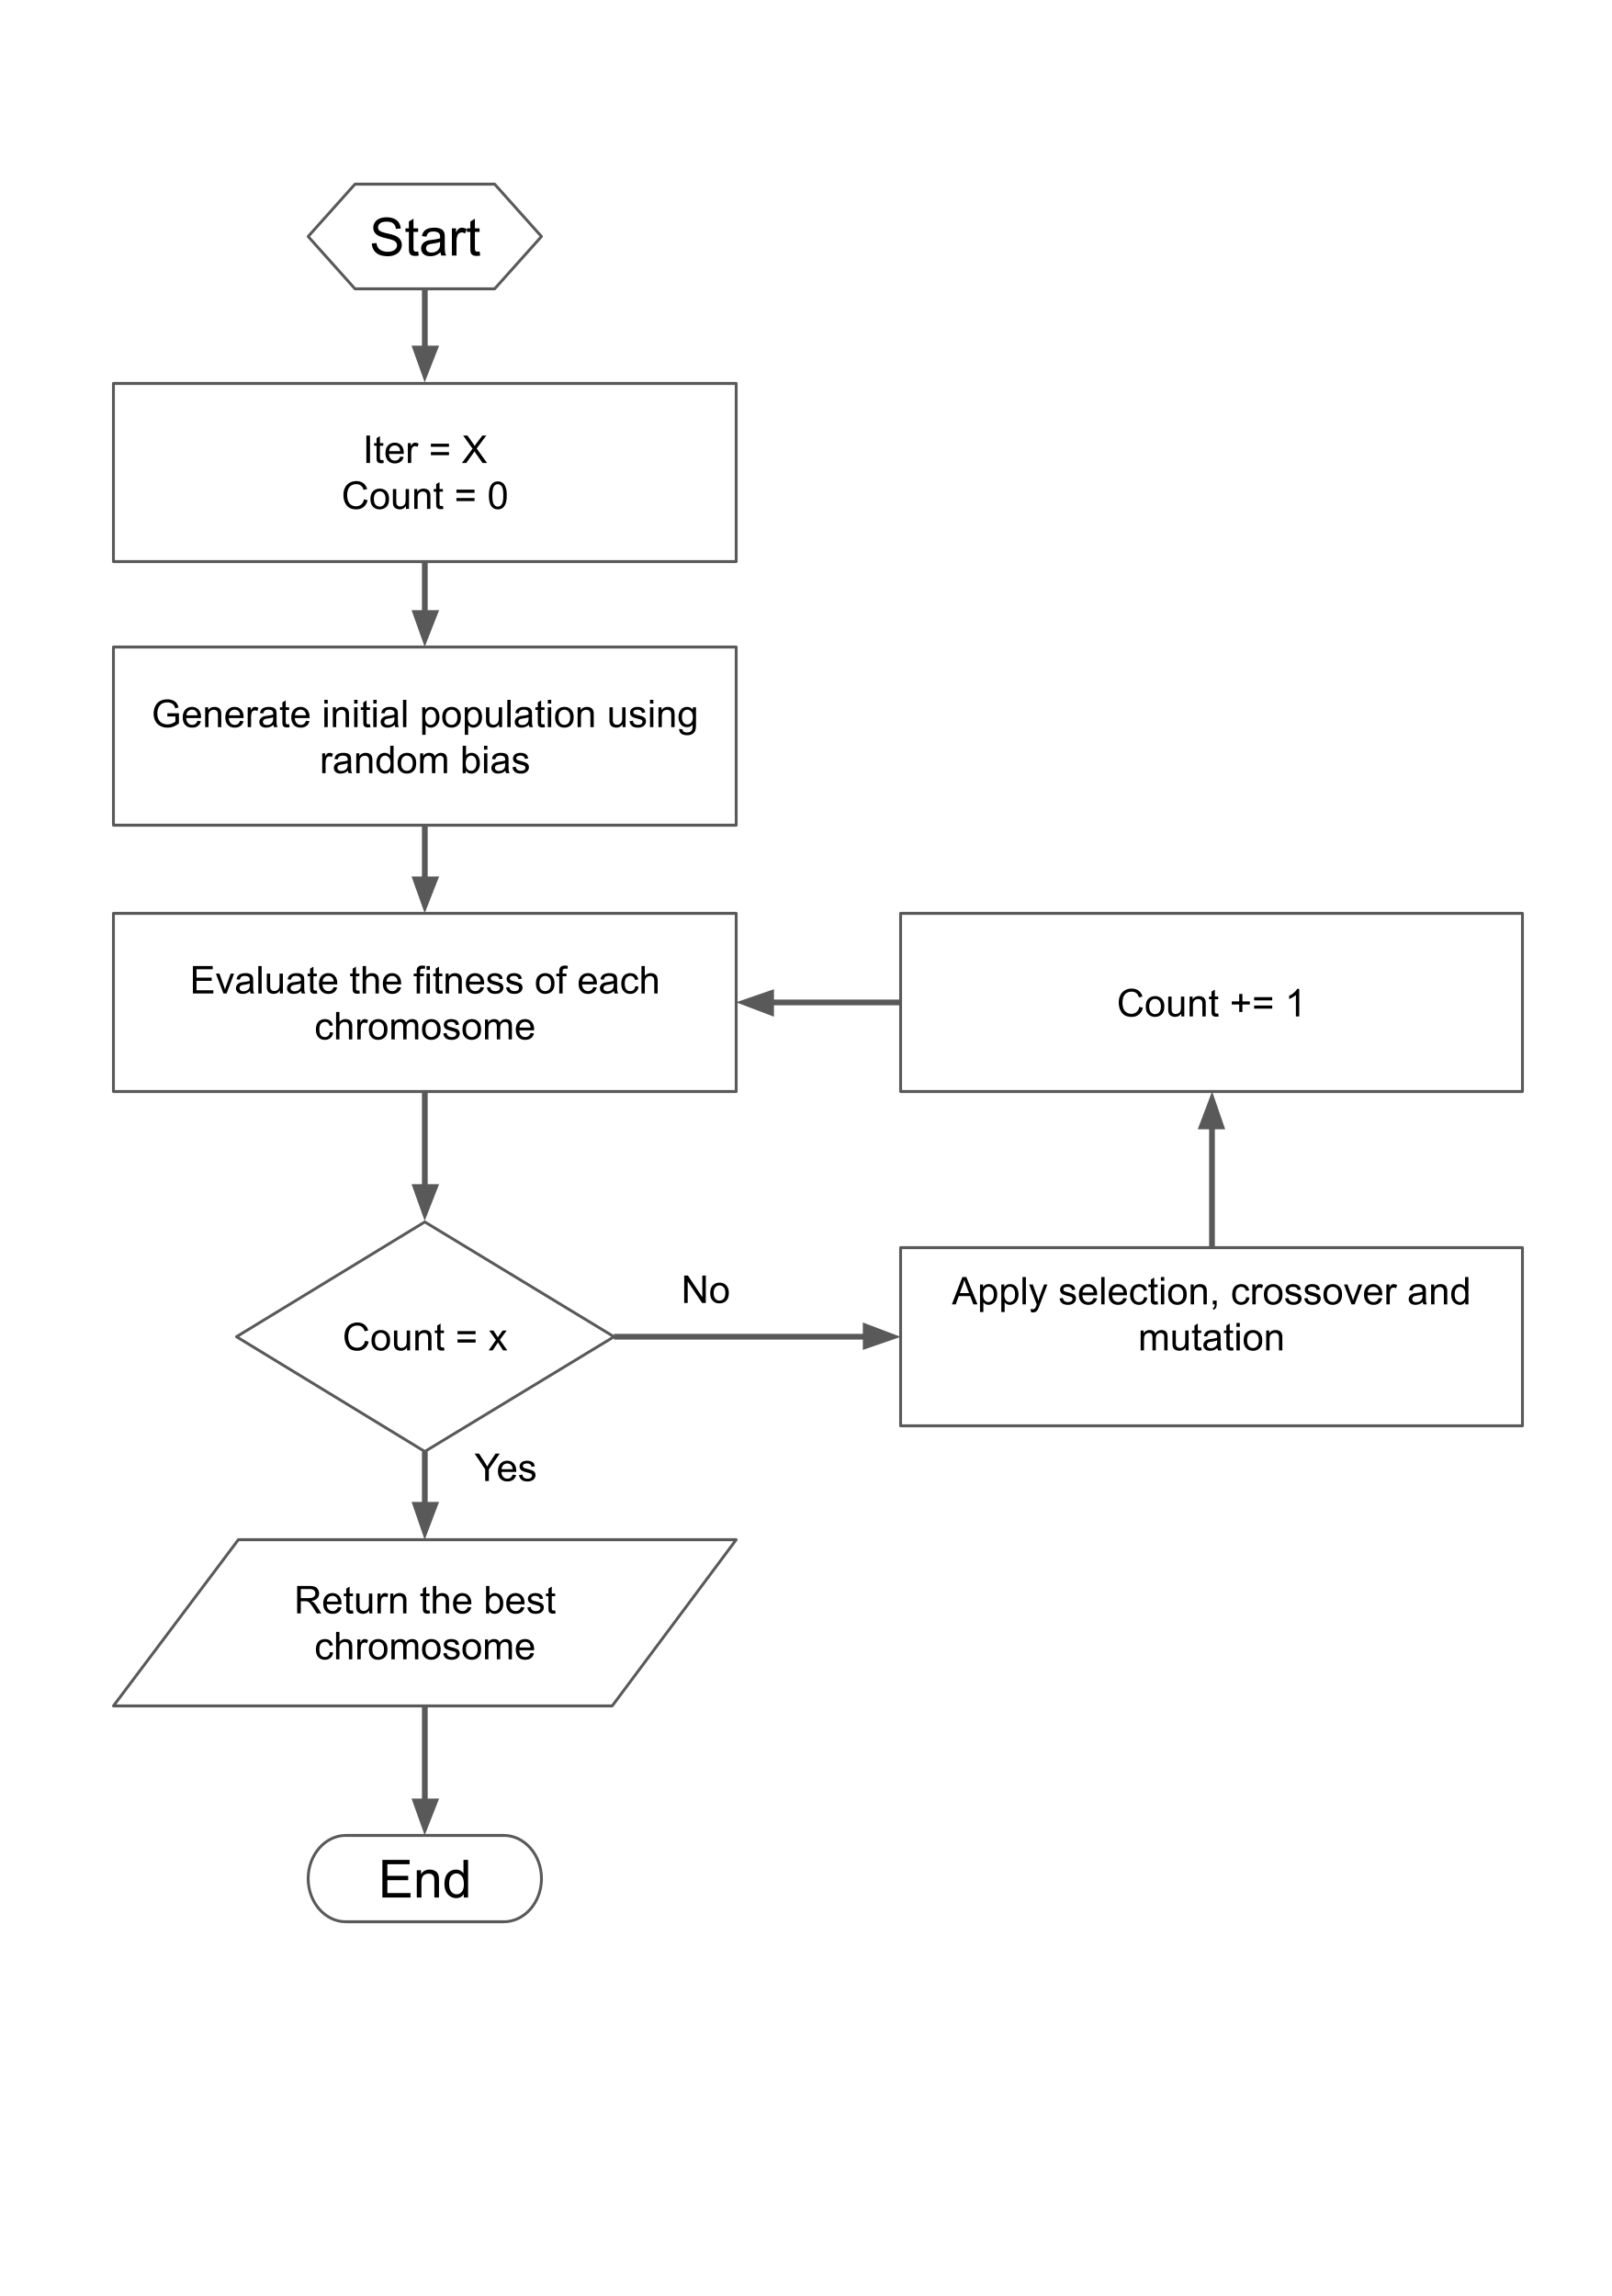 Start
Iter = X
Count = 0
Generate initial population using
random bias
Evaluate the fitness of each
chromosome
Count += 1
Count = x
No
Apply selection, crossover and
mutation
Yes
Return the best
chromosome
End